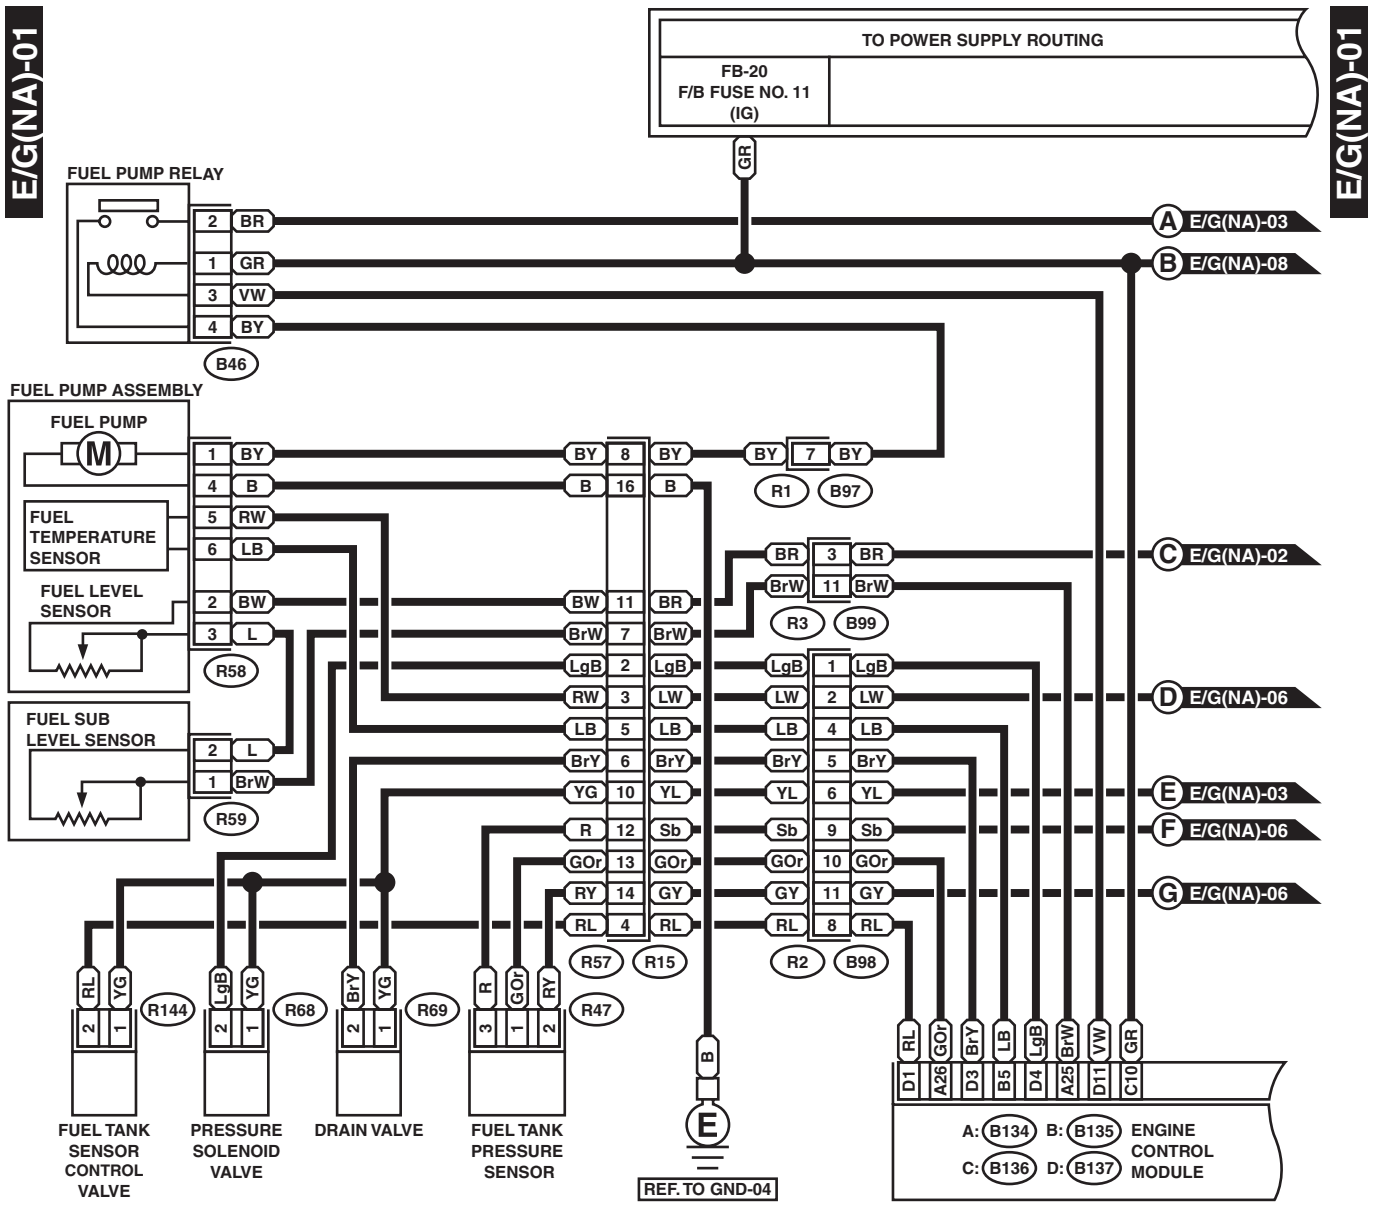 E/G(NA)-01
E/G(NA)-01
TO POWER SUPPLY ROUTING
FB-20
F/B FUSE NO. 11
(IG)
GR
FUEL PUMP RELAY
2 BR
A E/G(NA)-03
1 GR
B E/G(NA)-08
3 VW
4 BY
B46
FUEL PUMP ASSEMBLY
FUEL PUMP
M
1 BY BY 8 BY BY 7 BY
4 B B 16 B
R1 B97
FUEL
TEMPERATURE
SENSOR
5 RW
6 LB
BR 3 BR
C E/G(NA)-02
BrW 11 BrW
FUEL LEVEL
SENSOR
2 BW BW 11 BR
R3 B99
3 L BrW 7 BrW
R58
LgB 2 LgB LgB 1 LgB
RW 3 LW LW 2 LW
D E/G(NA)-06
FUEL SUB
LEVEL SENSOR
LB 5 LB LB 4 LB
2 L
BrY 6 BrY BrY 5 BrY
1 BrW
YG 10 YL YL 6 YL
E E/G(NA)-03
R59
R 12 Sb Sb 9 Sb
F E/G(NA)-06
GOr 13 GOr GOr 10 GOr
RY 14 GY GY 11 GY
G E/G(NA)-06
RL 4 RL RL 8 RL
R57 R15 R2 B98
RL YG LgB YG BrY YG R GOr RY
R144 R68 R69 R47
2 1 2 1 2 1 3 1 2
B
RL GOr BrY LB LgB BrW VW GR
D1 A26 D3 B5 D4 A25 D11 C10
FUEL TANK
SENSOR
CONTROL
VALVE
PRESSURE
SOLENOID
VALVE
DRAIN VALVE
FUEL TANK
PRESSURE
SENSOR
E
REF. TO GND-04
A: B134 B: B135
C: B136 D: B137
ENGINE
CONTROL
MODULE